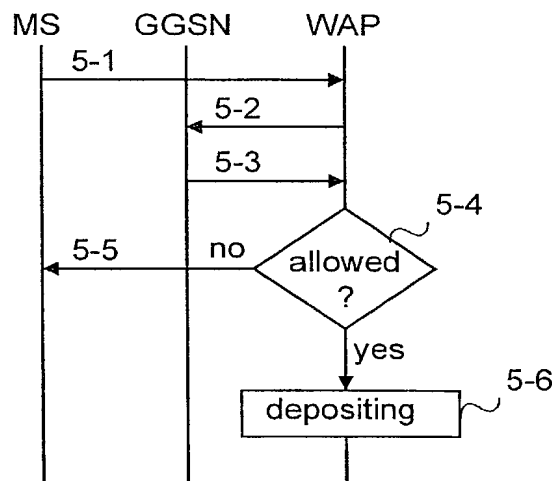 MS GGSN WAP
5-1
5-2
5-3
5-4
5-5 no allowed
?
yes
depositing 5-6